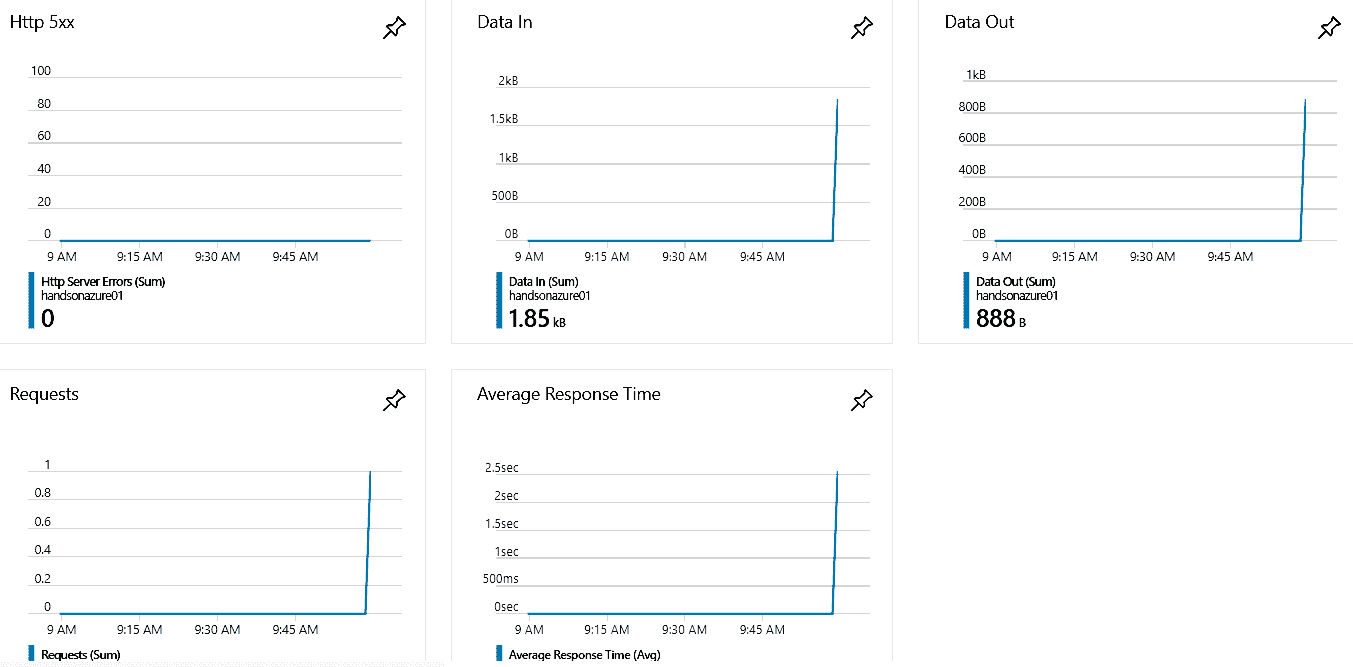 Http 5xx
100
80
60
40
20
0
9 AM 9:15 AM 9:30 AM 9:45 AM
Http Server Errors (Sum)
handsonazure01
0
Data In
2kB
1.5kB
1kB
500B
0B
9 AM 9:15 AM 9:30 AM 9:45 AM
Data In (Sum)
handsonazure01
1.85 kB
Data Out
1kB
800B
600B
400B
200B
0B
9 AM 9:15 AM 9:30 AM 9:45 AM
Data Out (Sum)
handsonazure01
888 B
Requests
1
0.8
0.6
0.4
0.2
0
9 AM 9:15 AM 9:30 AM 9:45 AM
Requests (Sum)
Average Response Time
2.5sec
2sec
1.5sec
1sec
500ms
0sec
9 AM 9:15 AM 9:30 AM 9:45 AM
Average Response Time (Avg)